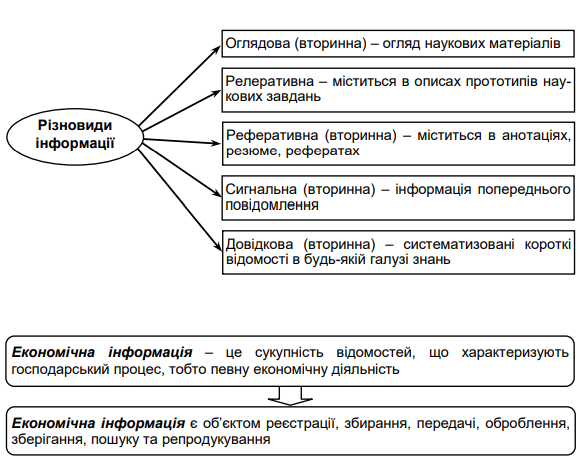 Оглядова (вторинна) – огляд наукових матеріалів
Релеративна – міститься в описах прототипів нау-
кових завдань
Різновиди
інформації
Реферативна (вторинна) – міститься в анотаціях,
резюме, рефератах
Сигнальна (вторинна) – інформація попереднього
повідомлення
Довідкова (вторинна) – систематизовані короткі
відомості в будь-якій галузі знань
Економічна інформація – це сукупність відомостей, що характеризують
господарський процес, тобто певну економічну діяльність
Економічна інформація є об’єктом реєстрації, збирання, передачі, оброблення,
зберігання, пошуку та репродукування